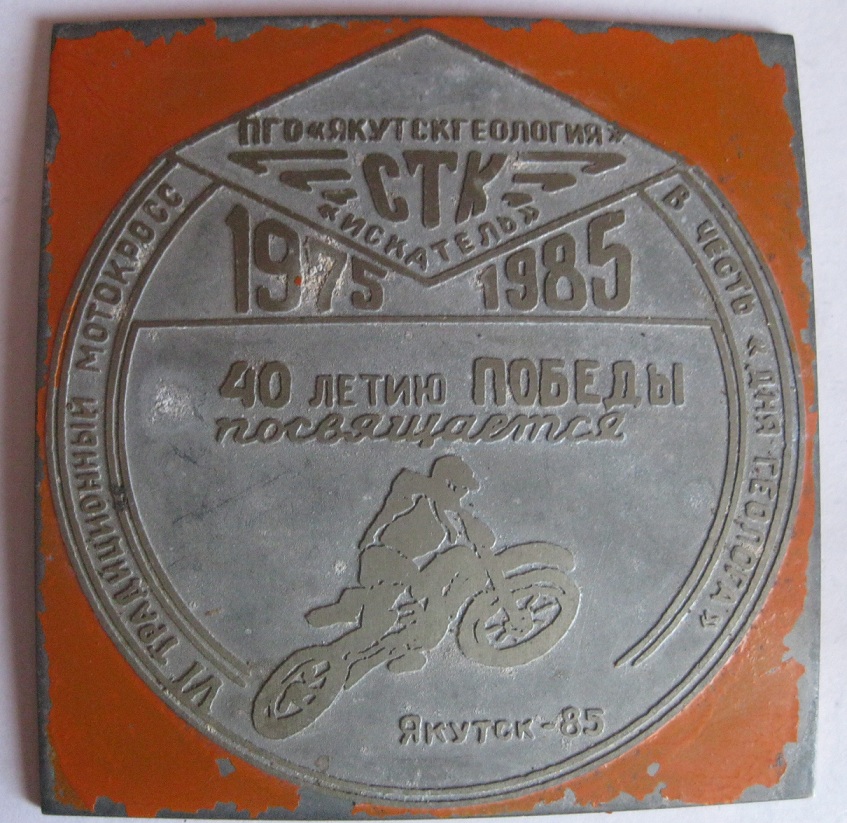 ПГО «ЯКУТСКГЕОЛОГИЯ»
СТК
«ИСКАТЕЛЬ»
1975 1985
VI ТРАДИЦИОННЫЙ МОТОКРОСС
В ЧЕСТЬ «ДНЯ ГЕОЛОГА»
40 ЛЕТИЮ ПОБЕДЫ
посвящается
ЯКУТСК-85